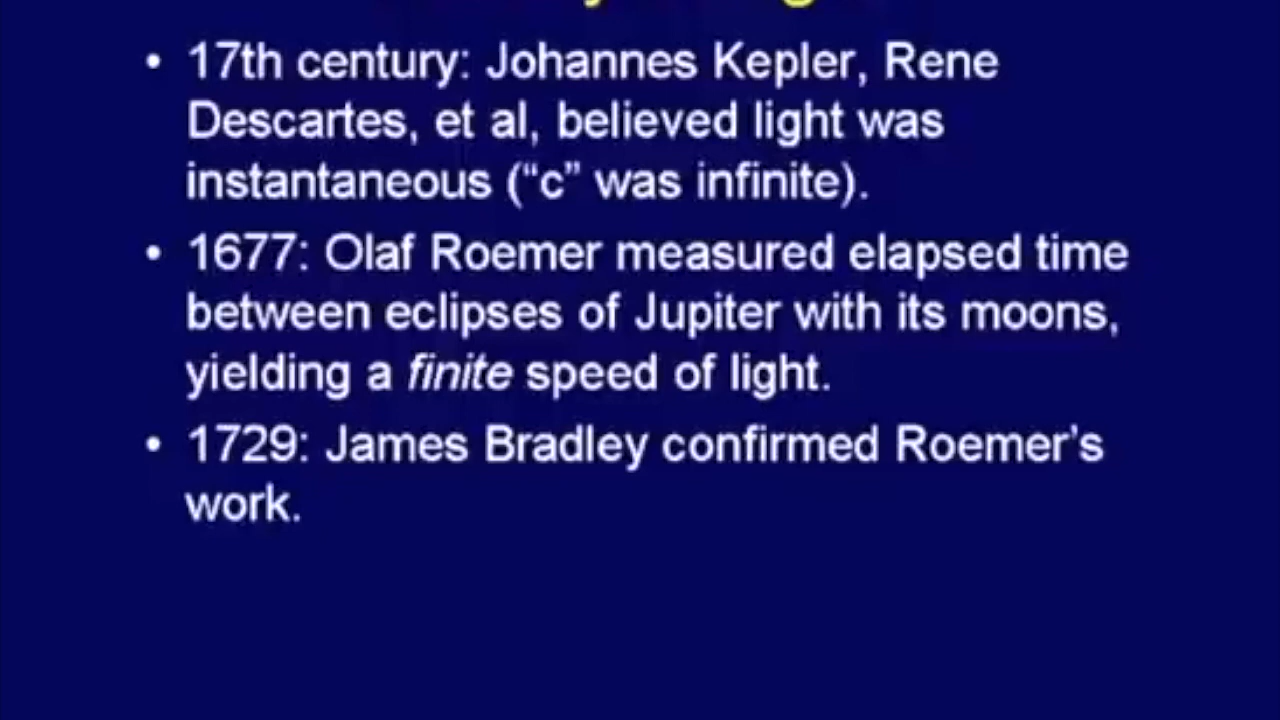 • 17th century: Johannes Kepler, Rene
Descartes, et al, believed light was
instantaneous (“c” was infinite).
• 1677: Olaf Roemer measured elapsed time
between eclipses of Jupiter with its moons,
yielding a finite speed of light.
• 1729: James Bradley confirmed Roemer’s
work.